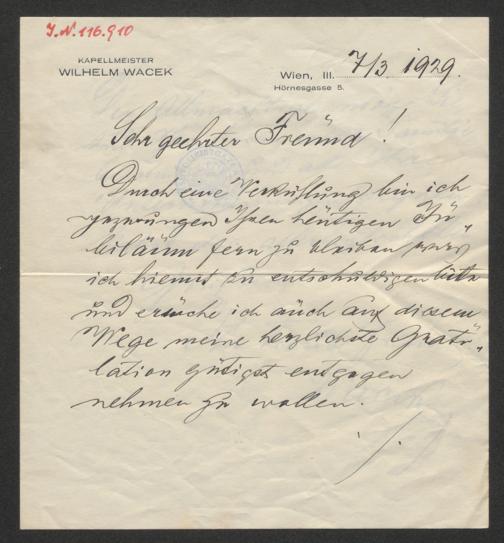 I.N. 116.910
KAPELLMEISTER
WILHELM WACEK
Wien, III. 7/3 1929.
Hörnesgasse 5.
Sehr geehrter Freund!
Durch eine Verkühlung bin ich
gezwungen Ihren heutigen Ju„
biläum fern zu bleiben was
ich hiemit zu entschuldigen bitte
und ersuche ich auch auf diesem
Wege meine herzlichste Gratu„
lation gütigst entgegen
nehmen zu wollen.